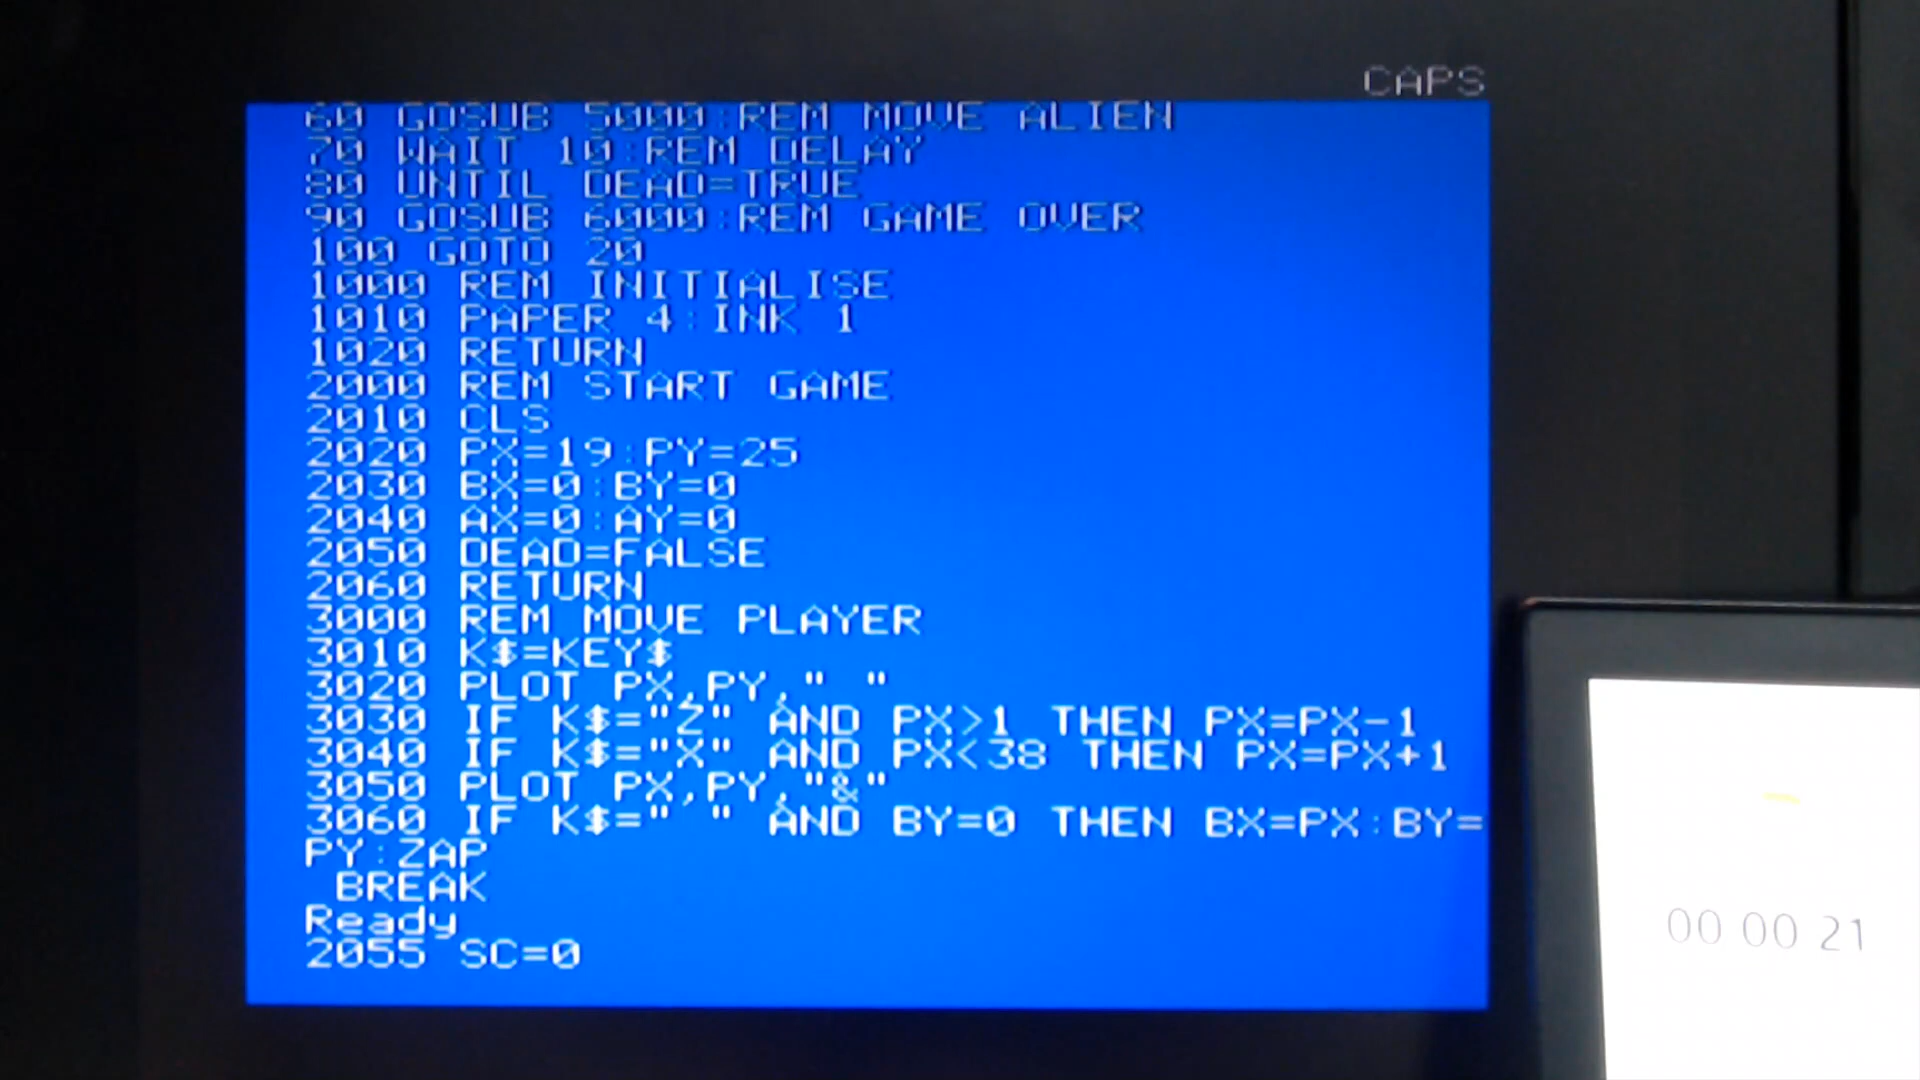 CAPS
60 GOSUB 5000:REM MOVE ALIEN
70 WAIT 10:REM DELAY
80 UNTIL DEAD=TRUE
90 GOSUB 6000:REM GAME OVER
100 GOTO 20
1000 REM INITIALISE
1010 PAPER 4:INK 1
1020 RETURN
2000 REM START GAME
2010 CLS
2020 PX=19:PY=25
2030 BX=0:BY=0
2040 AX=0:AY=0
2050 DEAD=FALSE
2060 RETURN
3000 REM MOVE PLAYER
3010 K$=KEY$
3020 PLOT PX,PY," "
3030 IF K$="Z" AND PX>1 THEN PX=PX-1
3040 IF K$="X" AND PX<38 THEN PX=PX+1
3050 PLOT PX,PY,"&"
3060 IF K$=" " AND BY=0 THEN BX=PX:BY=
PY:ZAP
BREAK
Ready
2055 SC=0
00 00 21